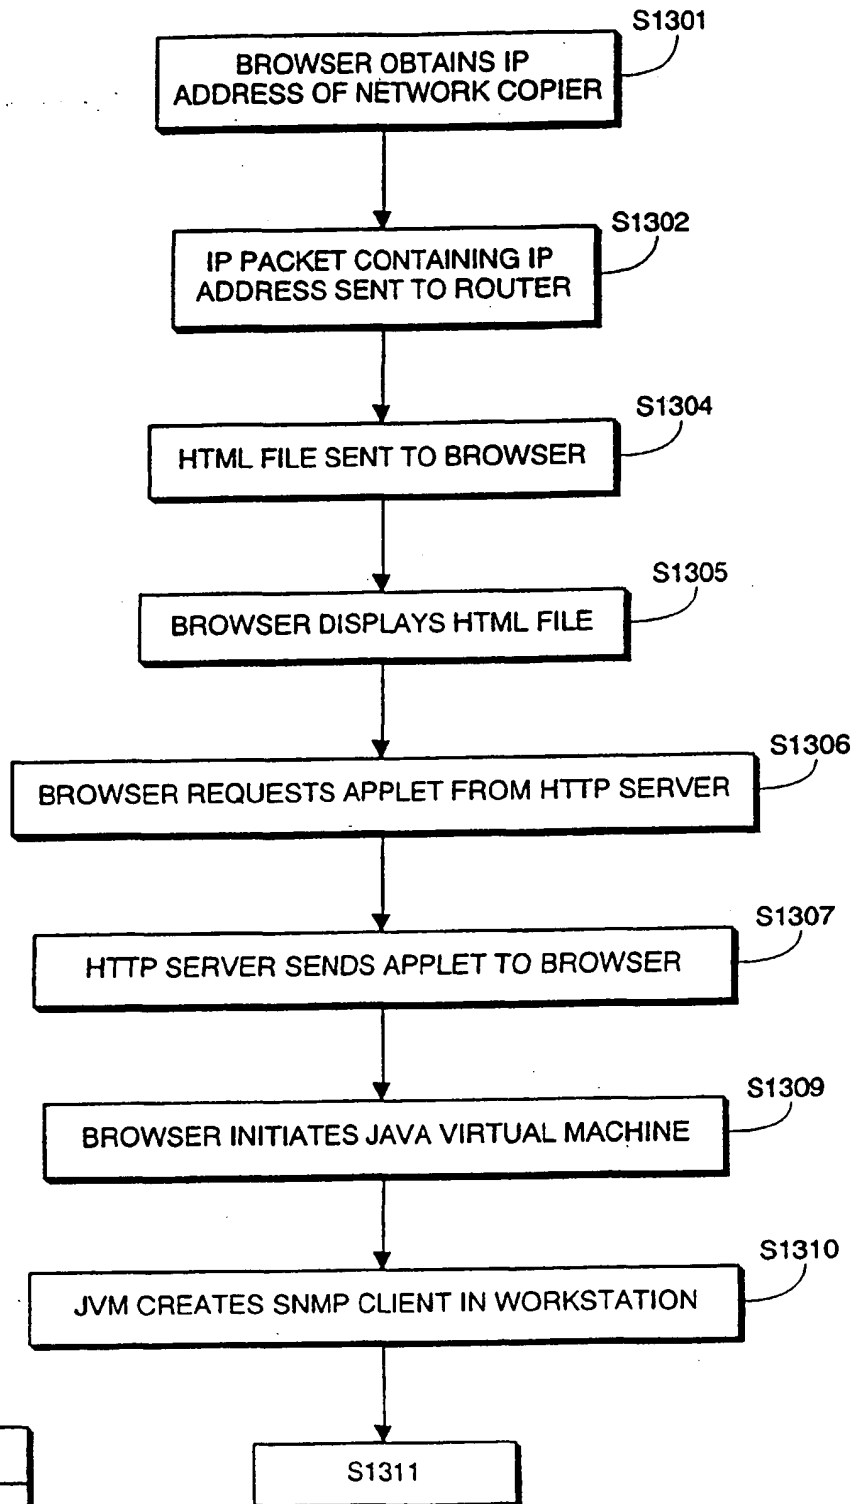 S1301
BROWSER OBTAINS IP
ADDRESS OF NETWORK COPIER
S1302
IP PACKET CONTAINING IP
ADDRESS SENT TO ROUTER
S1304
HTML FILE SENT TO BROWSER
S1305
BROWSER DISPLAYS HTML FILE
S1306
BROWSER REQUESTS APPLET FROM HTTP SERVER
S1307
HTTP SERVER SENDS APPLET TO BROWSER
S1309
BROWSER INITIATES JAVA VIRTUAL MACHINE
S1310
JVM CREATES SNMP CLIENT IN WORKSTATION
S1311